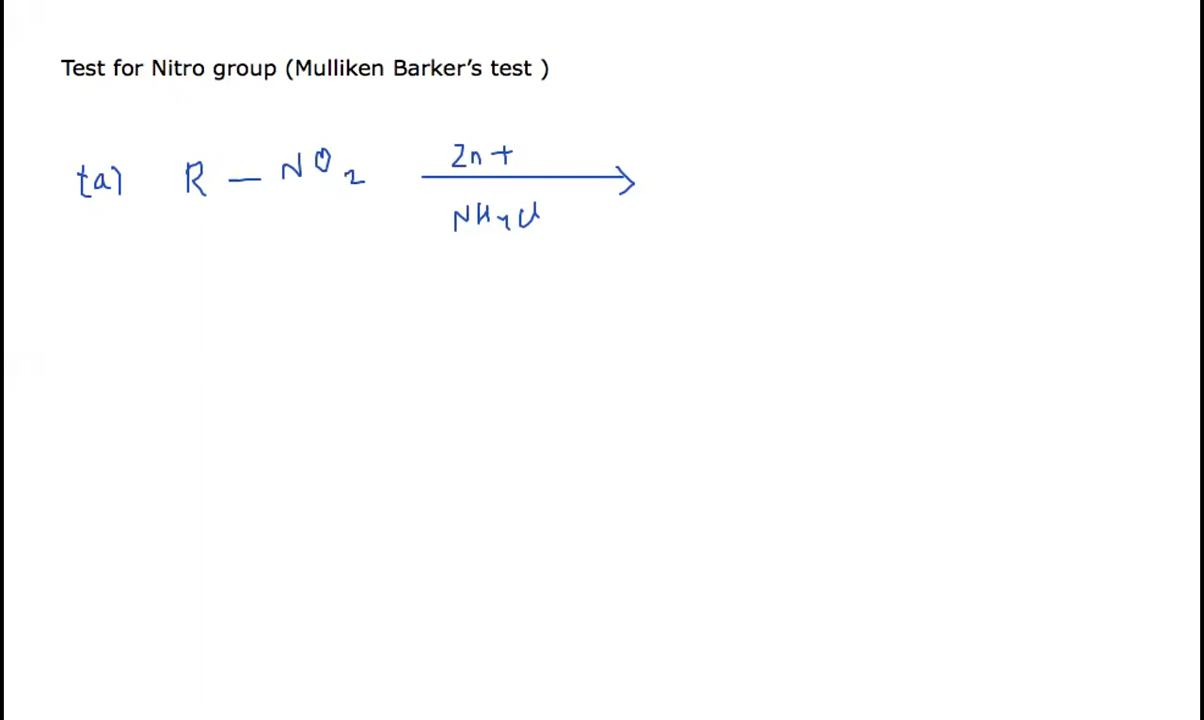 Test for Nitro group (Mulliken Barker’s test )
(a) R — NO2 Zn +
NH4Cl